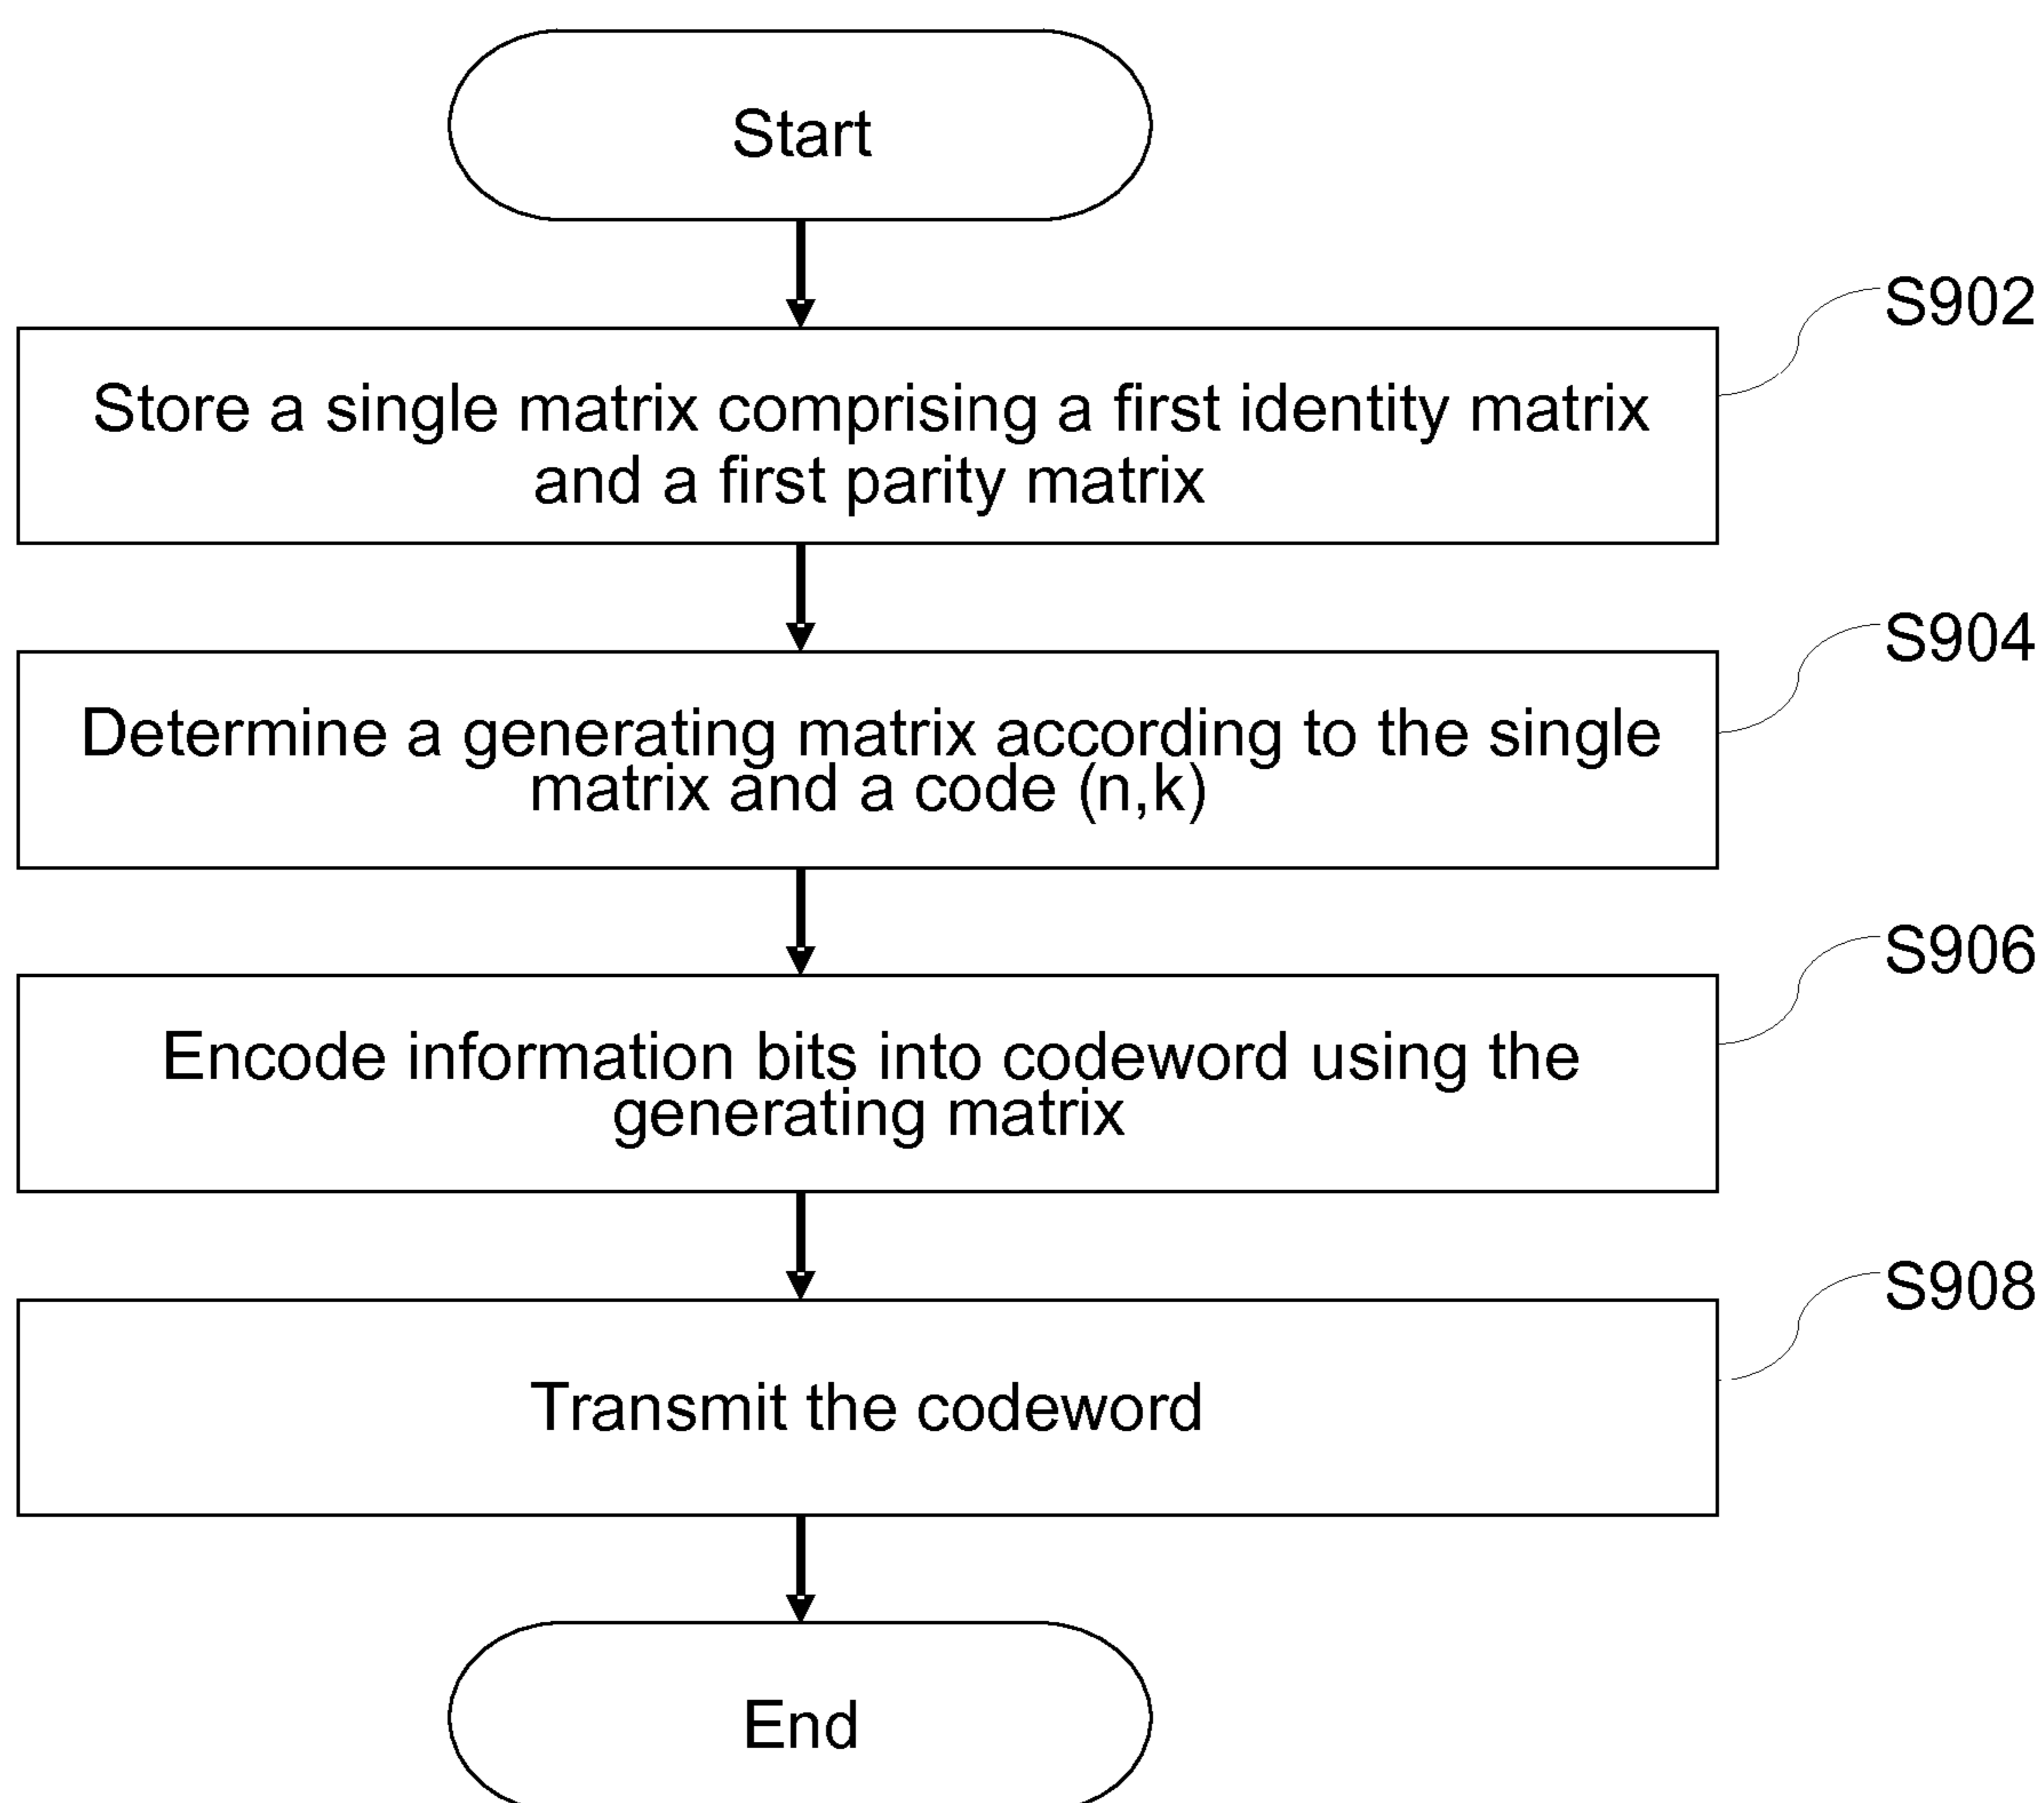 Start
S902
Store a single matrix comprising a first identity matrix
and a first parity matrix
S904
Determine a generating matrix according to the single
matrix and a code (n,k)
S906
Encode information bits into codeword using the
generating matrix
S908
Transmit the codeword
End